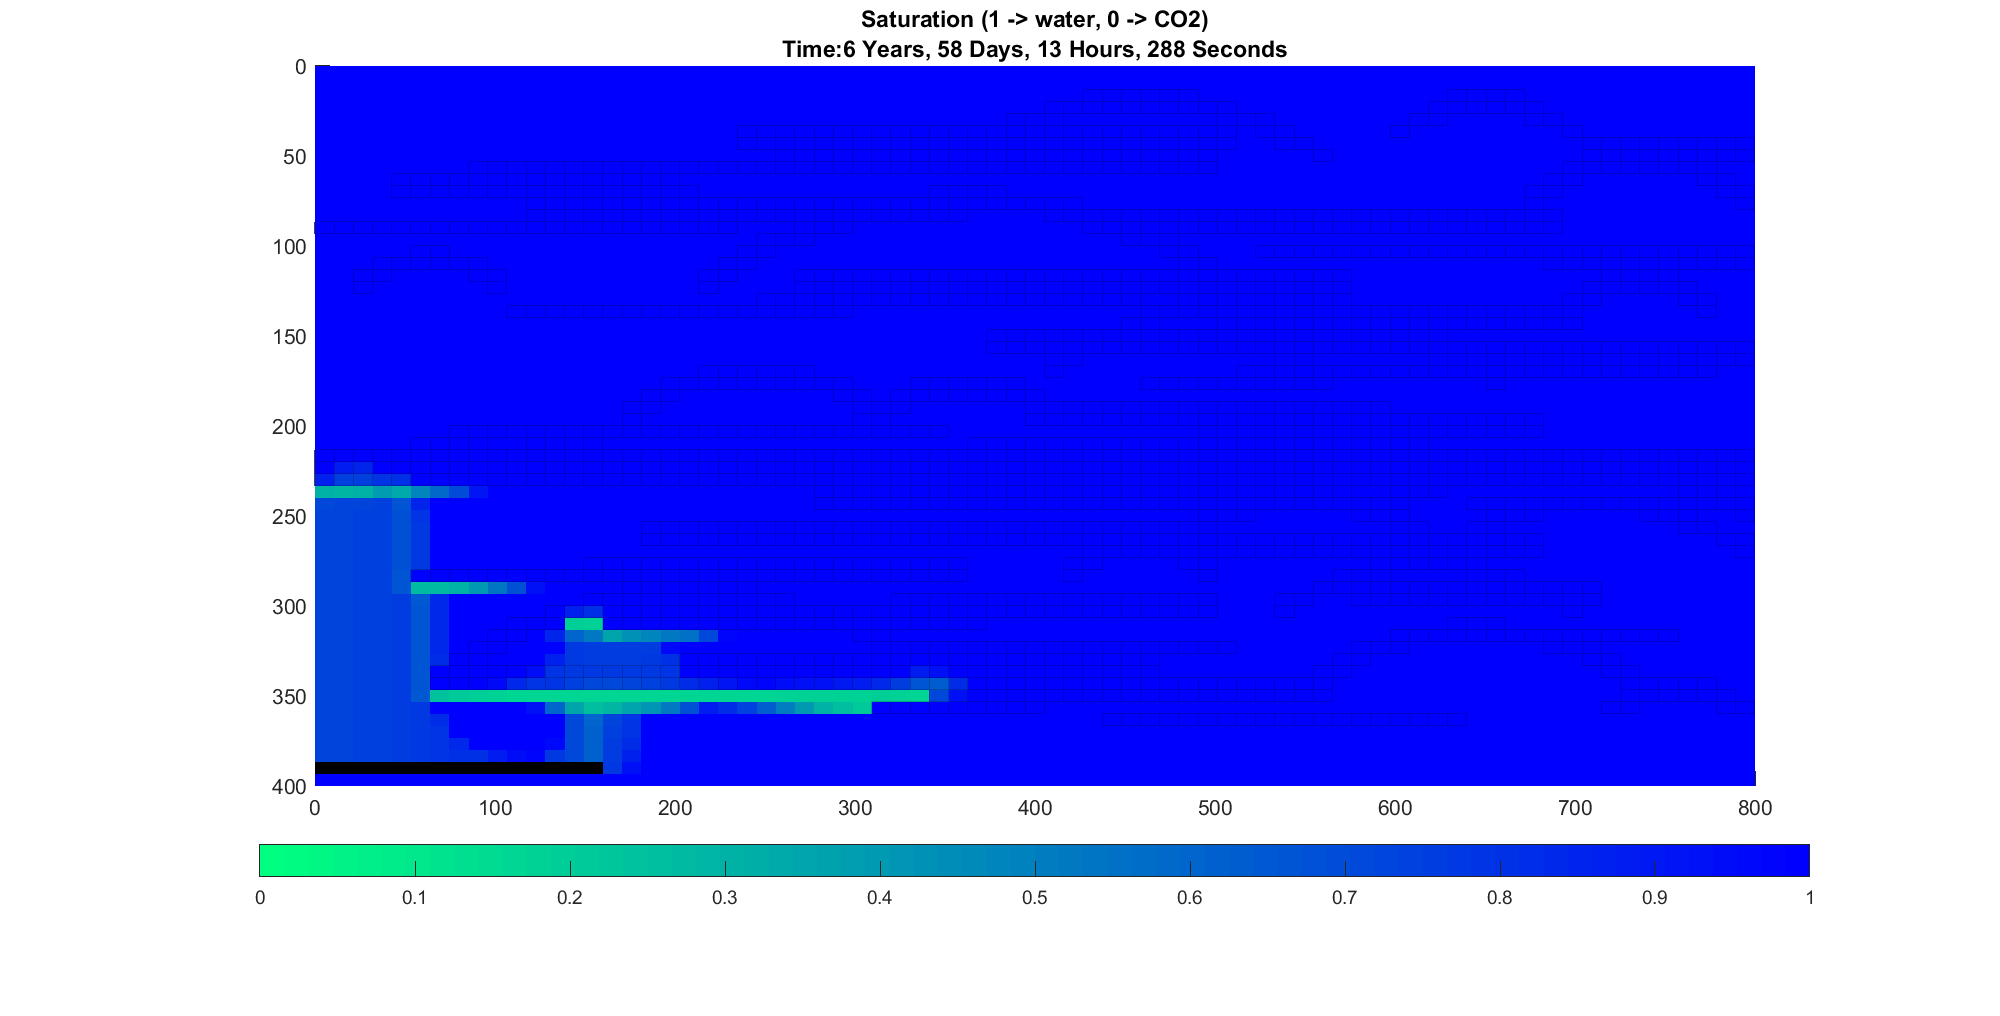 Saturation (1 -> water, 0 -> CO2)
Time:6 Years, 58 Days, 13 Hours, 288 Seconds
0
50
100
150
200
250
300
350
400
0 100 200 300 400 500 600 700 800
0 0.1 0.2 0.3 0.4 0.5 0.6 0.7 0.8 0.9 1